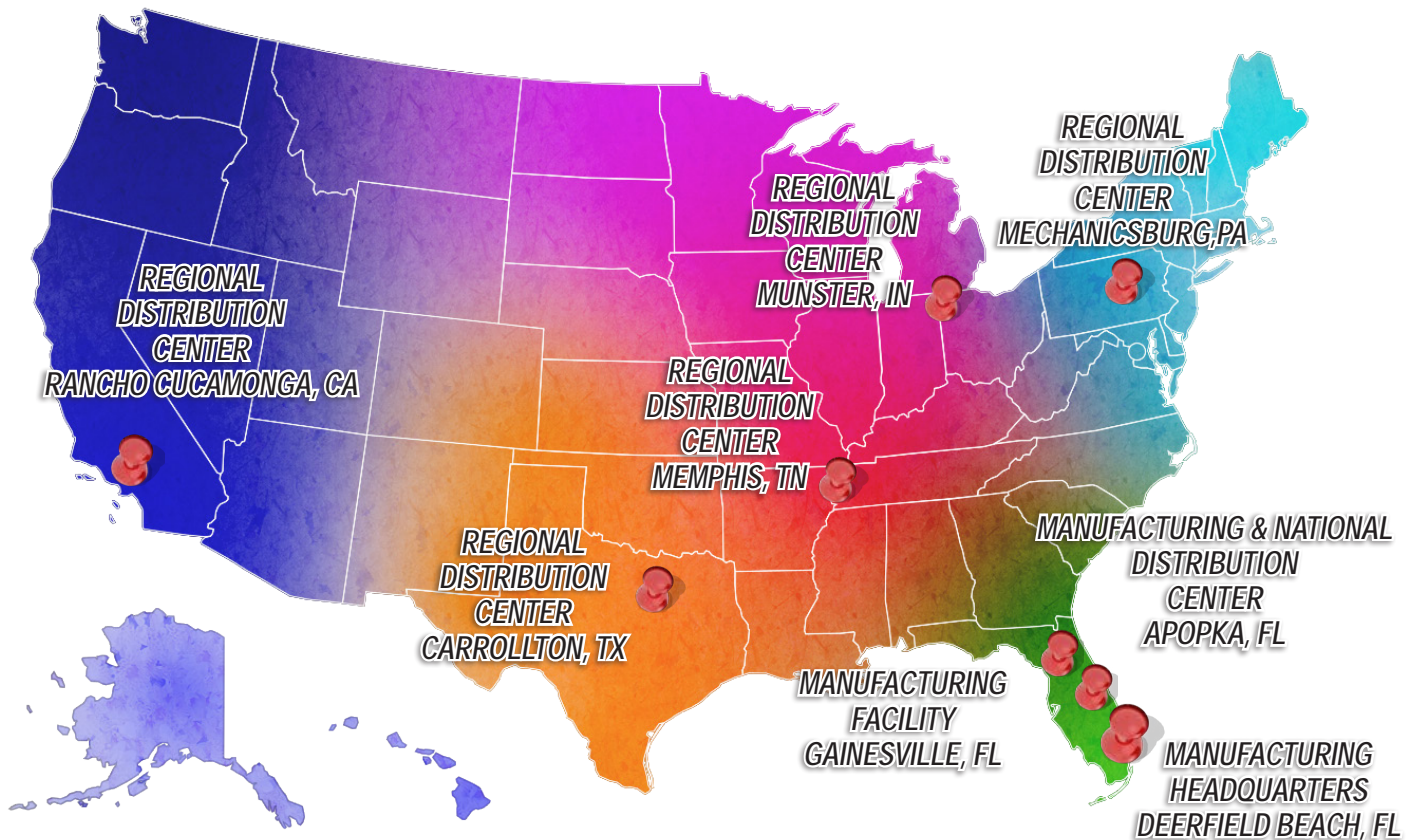 REGIONAL
DISTRIBUTION
CENTER
MECHANICSBURG,PA
REGIONAL
DISTRIBUTION
CENTER
MUNSTER, IN
REGIONAL
DISTRIBUTION
CENTER
RANCHO CUCAMONGA, CA
REGIONAL
DISTRIBUTION
CENTER
MEMPHIS, TN
REGIONAL
DISTRIBUTION
CENTER
CARROLLTON, TX
MANUFACTURING & NATIONAL
DISTRIBUTION
CENTER
APOPKA, FL
MANUFACTURING
FACILITY
GAINESVILLE, FL
MANUFACTURING
HEADQUARTERS
DEERFIELD BEACH, FL